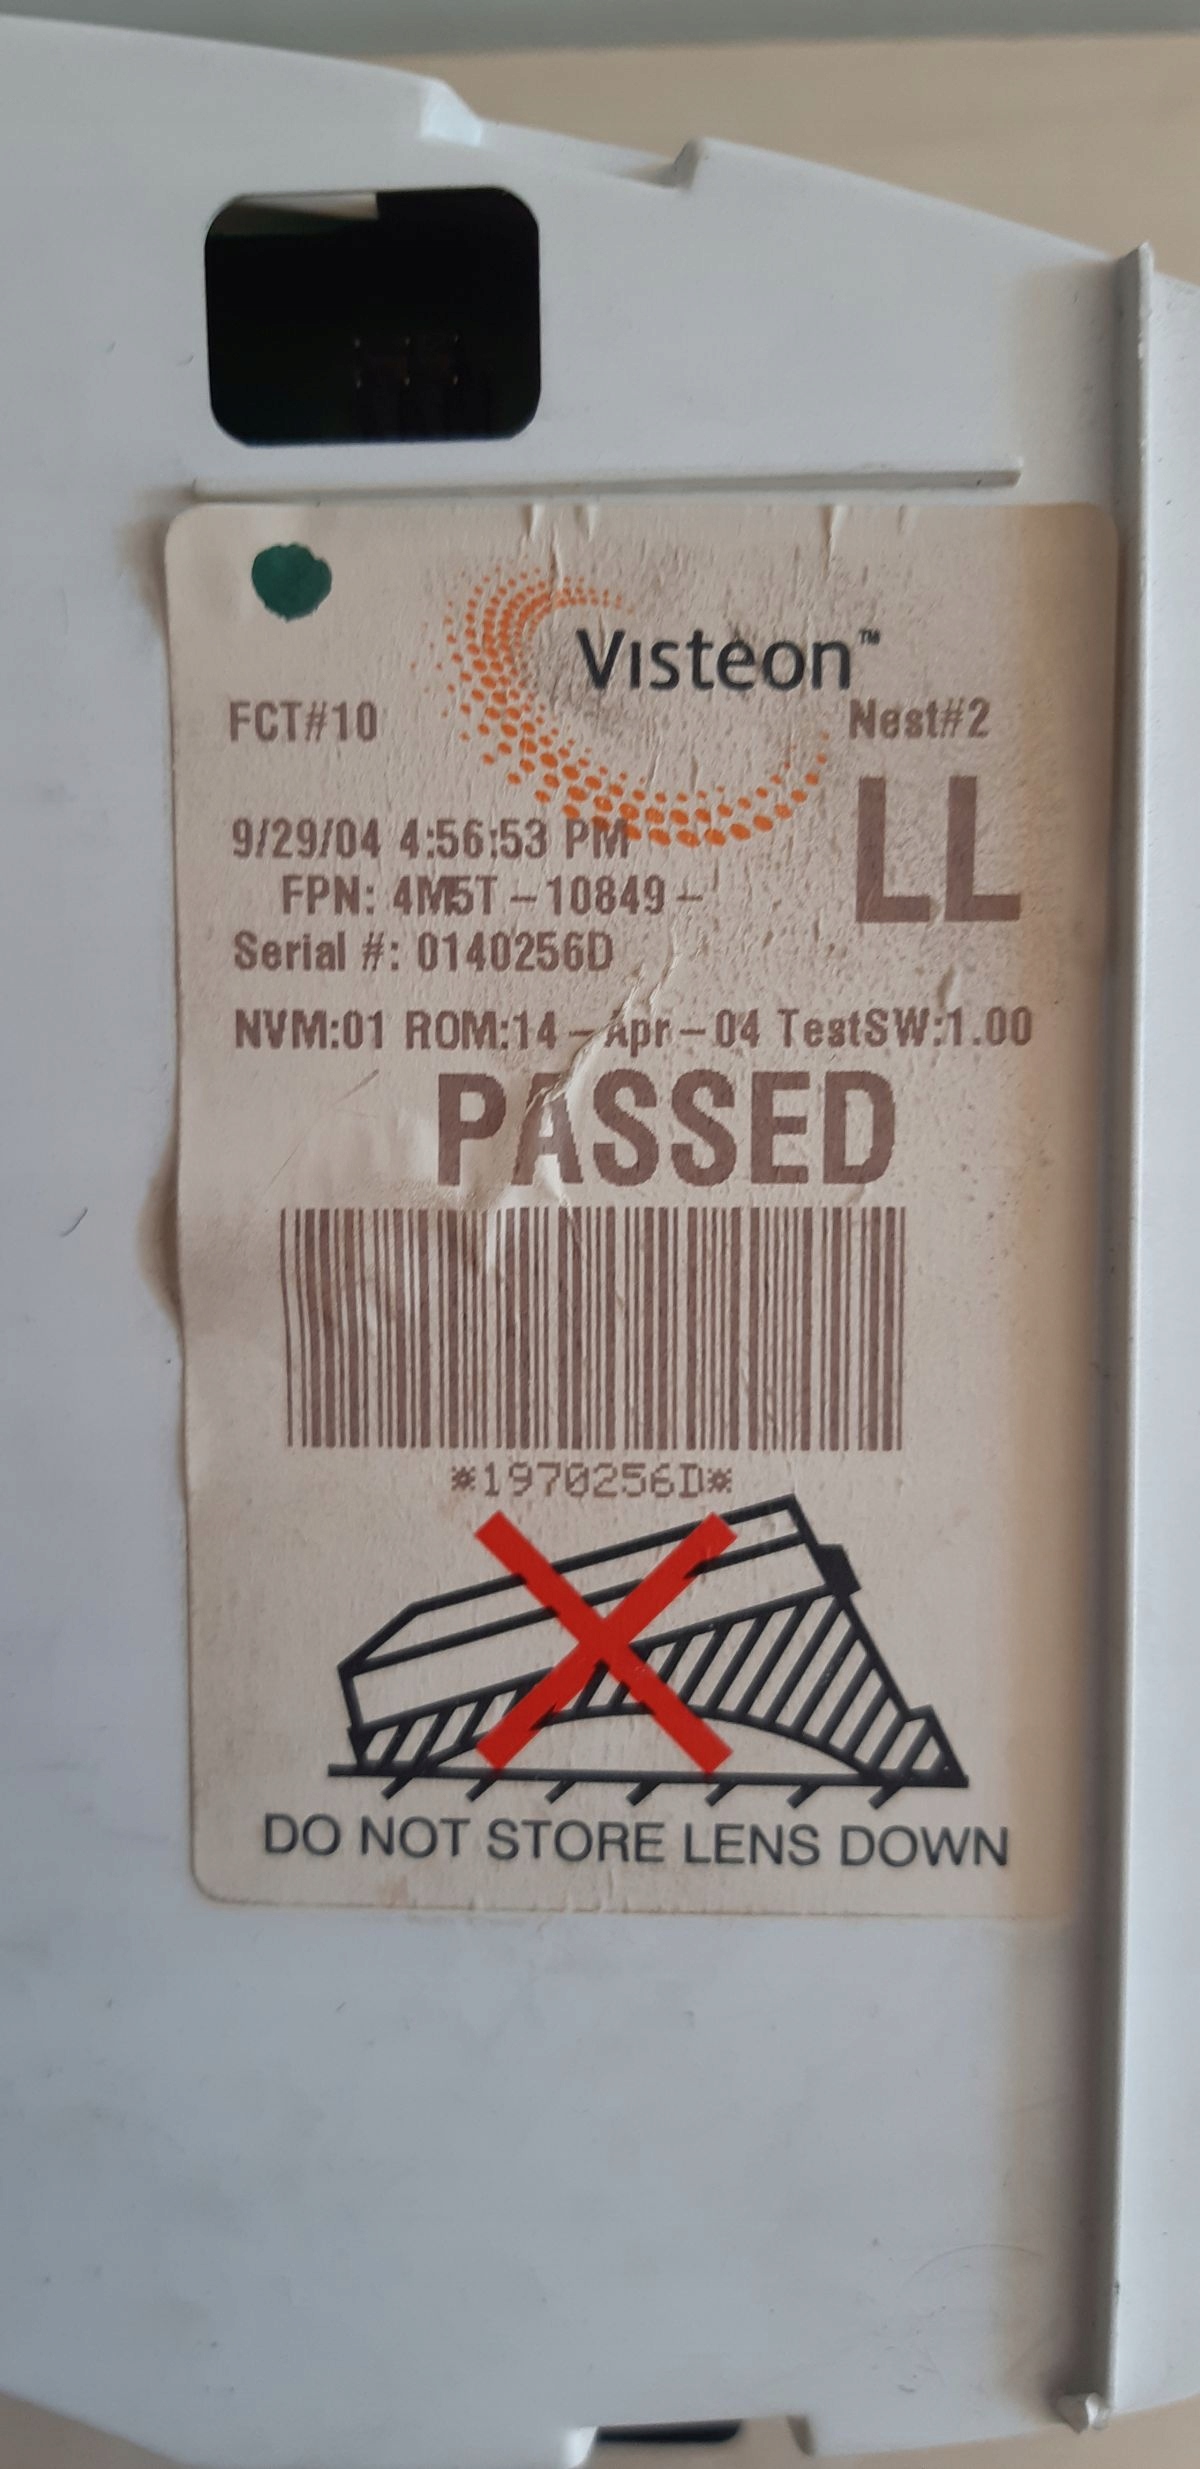 Visteon™
FCT#10 Nest#2
LL
9/29/04 4:56:53 PM
FPN: 4M5T-10849-
Serial #: 0140256D
NVM:01 ROM:14-Apr-04 TestSW:1.00
PASSED
*1970256D*
DO NOT STORE LENS DOWN